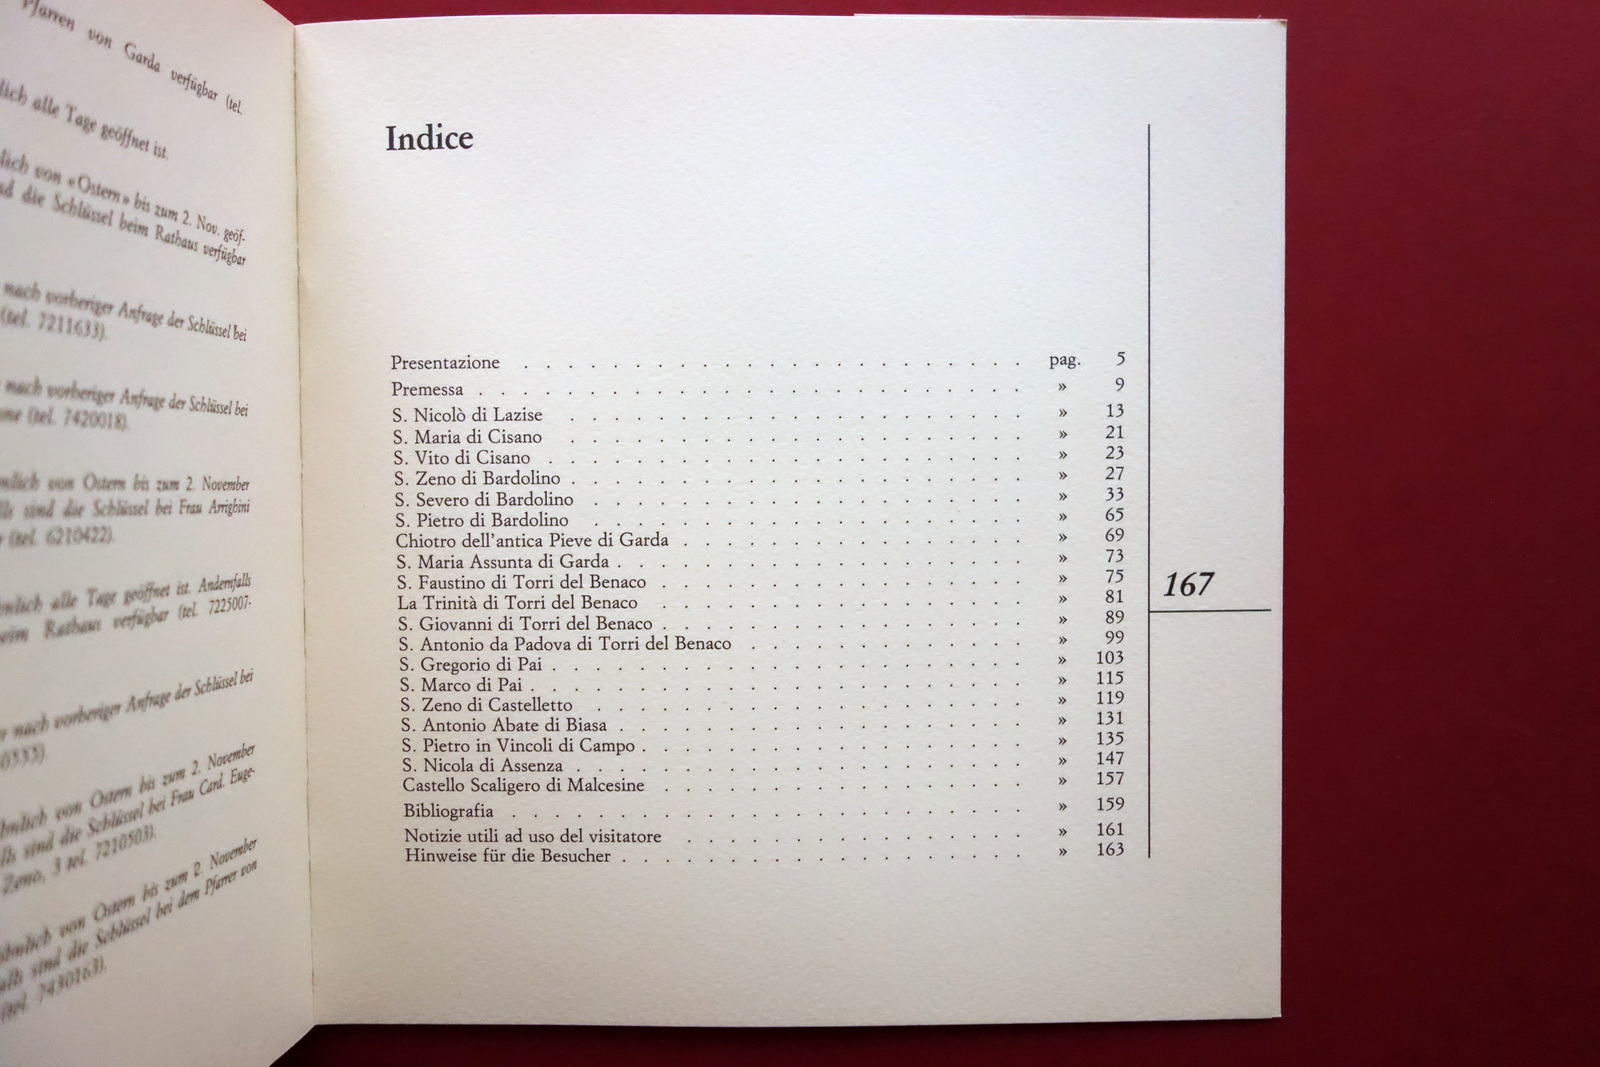 Pfarren von Garda verfügbar (tel.
alle Tage geöffnet ist.
von «Ostern» bis zum 2. Nov. geöf-
die Schlüssel beim Rathaus verfügbar
nach vorheriger Anfrage der Schlüssel bei
(tel. 7211633).
nach vorheriger Anfrage der Schlüssel bei
(tel. 7420018).
von Ostern bis zum 2. November
sind die Schlüssel bei Frau Arrighini
(tel. 6210422).
alle Tage geöffnet ist. Andernfalls
Rathaus verfügbar (tel. 7225007-
nach vorheriger Anfrage der Schlüssel bei
von Ostern bis zum 2. November
sind die Schlüssel bei Frau Card. Euge-
Zeno, 3 tel. 7210503).
von Ostern bis zum 2. November
sind die Schlüssel bei dem Pfarrer von
(tel. 7430163).
Indice
Presentazione . . . . . . . . . . . . . . . . . . . . . . . pag. 5
Premessa . . . . . . . . . . . . . . . . . . . . . . . » 9
S. Nicolò di Lazise . . . . . . . . . . . . . . . . . . . . » 13
S. Maria di Cisano . . . . . . . . . . . . . . . . . . . . » 21
S. Vito di Cisano . . . . . . . . . . . . . . . . . . . . » 23
S. Zeno di Bardolino . . . . . . . . . . . . . . . . . . . » 27
S. Severo di Bardolino . . . . . . . . . . . . . . . . . . » 33
S. Pietro di Bardolino . . . . . . . . . . . . . . . . . . » 65
Chiotro dell'antica Pieve di Garda . . . . . . . . . . . . . . » 69
S. Maria Assunta di Garda . . . . . . . . . . . . . . . . . » 73
S. Faustino di Torri del Benaco . . . . . . . . . . . . . . . » 75
La Trinità di Torri del Benaco . . . . . . . . . . . . . . . » 81
S. Giovanni di Torri del Benaco . . . . . . . . . . . . . . . » 89
S. Antonio da Padova di Torri del Benaco . . . . . . . . . . . » 99
S. Gregorio di Pai . . . . . . . . . . . . . . . . . . . . » 103
S. Marco di Pai . . . . . . . . . . . . . . . . . . . . . » 115
S. Zeno di Castelletto . . . . . . . . . . . . . . . . . . » 119
S. Antonio Abate di Biasa . . . . . . . . . . . . . . . . . » 131
S. Pietro in Vincoli di Campo . . . . . . . . . . . . . . . . » 135
S. Nicola di Assenza . . . . . . . . . . . . . . . . . . . » 147
Castello Scaligero di Malcesine . . . . . . . . . . . . . . . » 157
Bibliografia . . . . . . . . . . . . . . . . . . . . . . » 159
Notizie utili ad uso del visitatore . . . . . . . . . . . . . . » 161
Hinweise für die Besucher . . . . . . . . . . . . . . . . . » 163
167